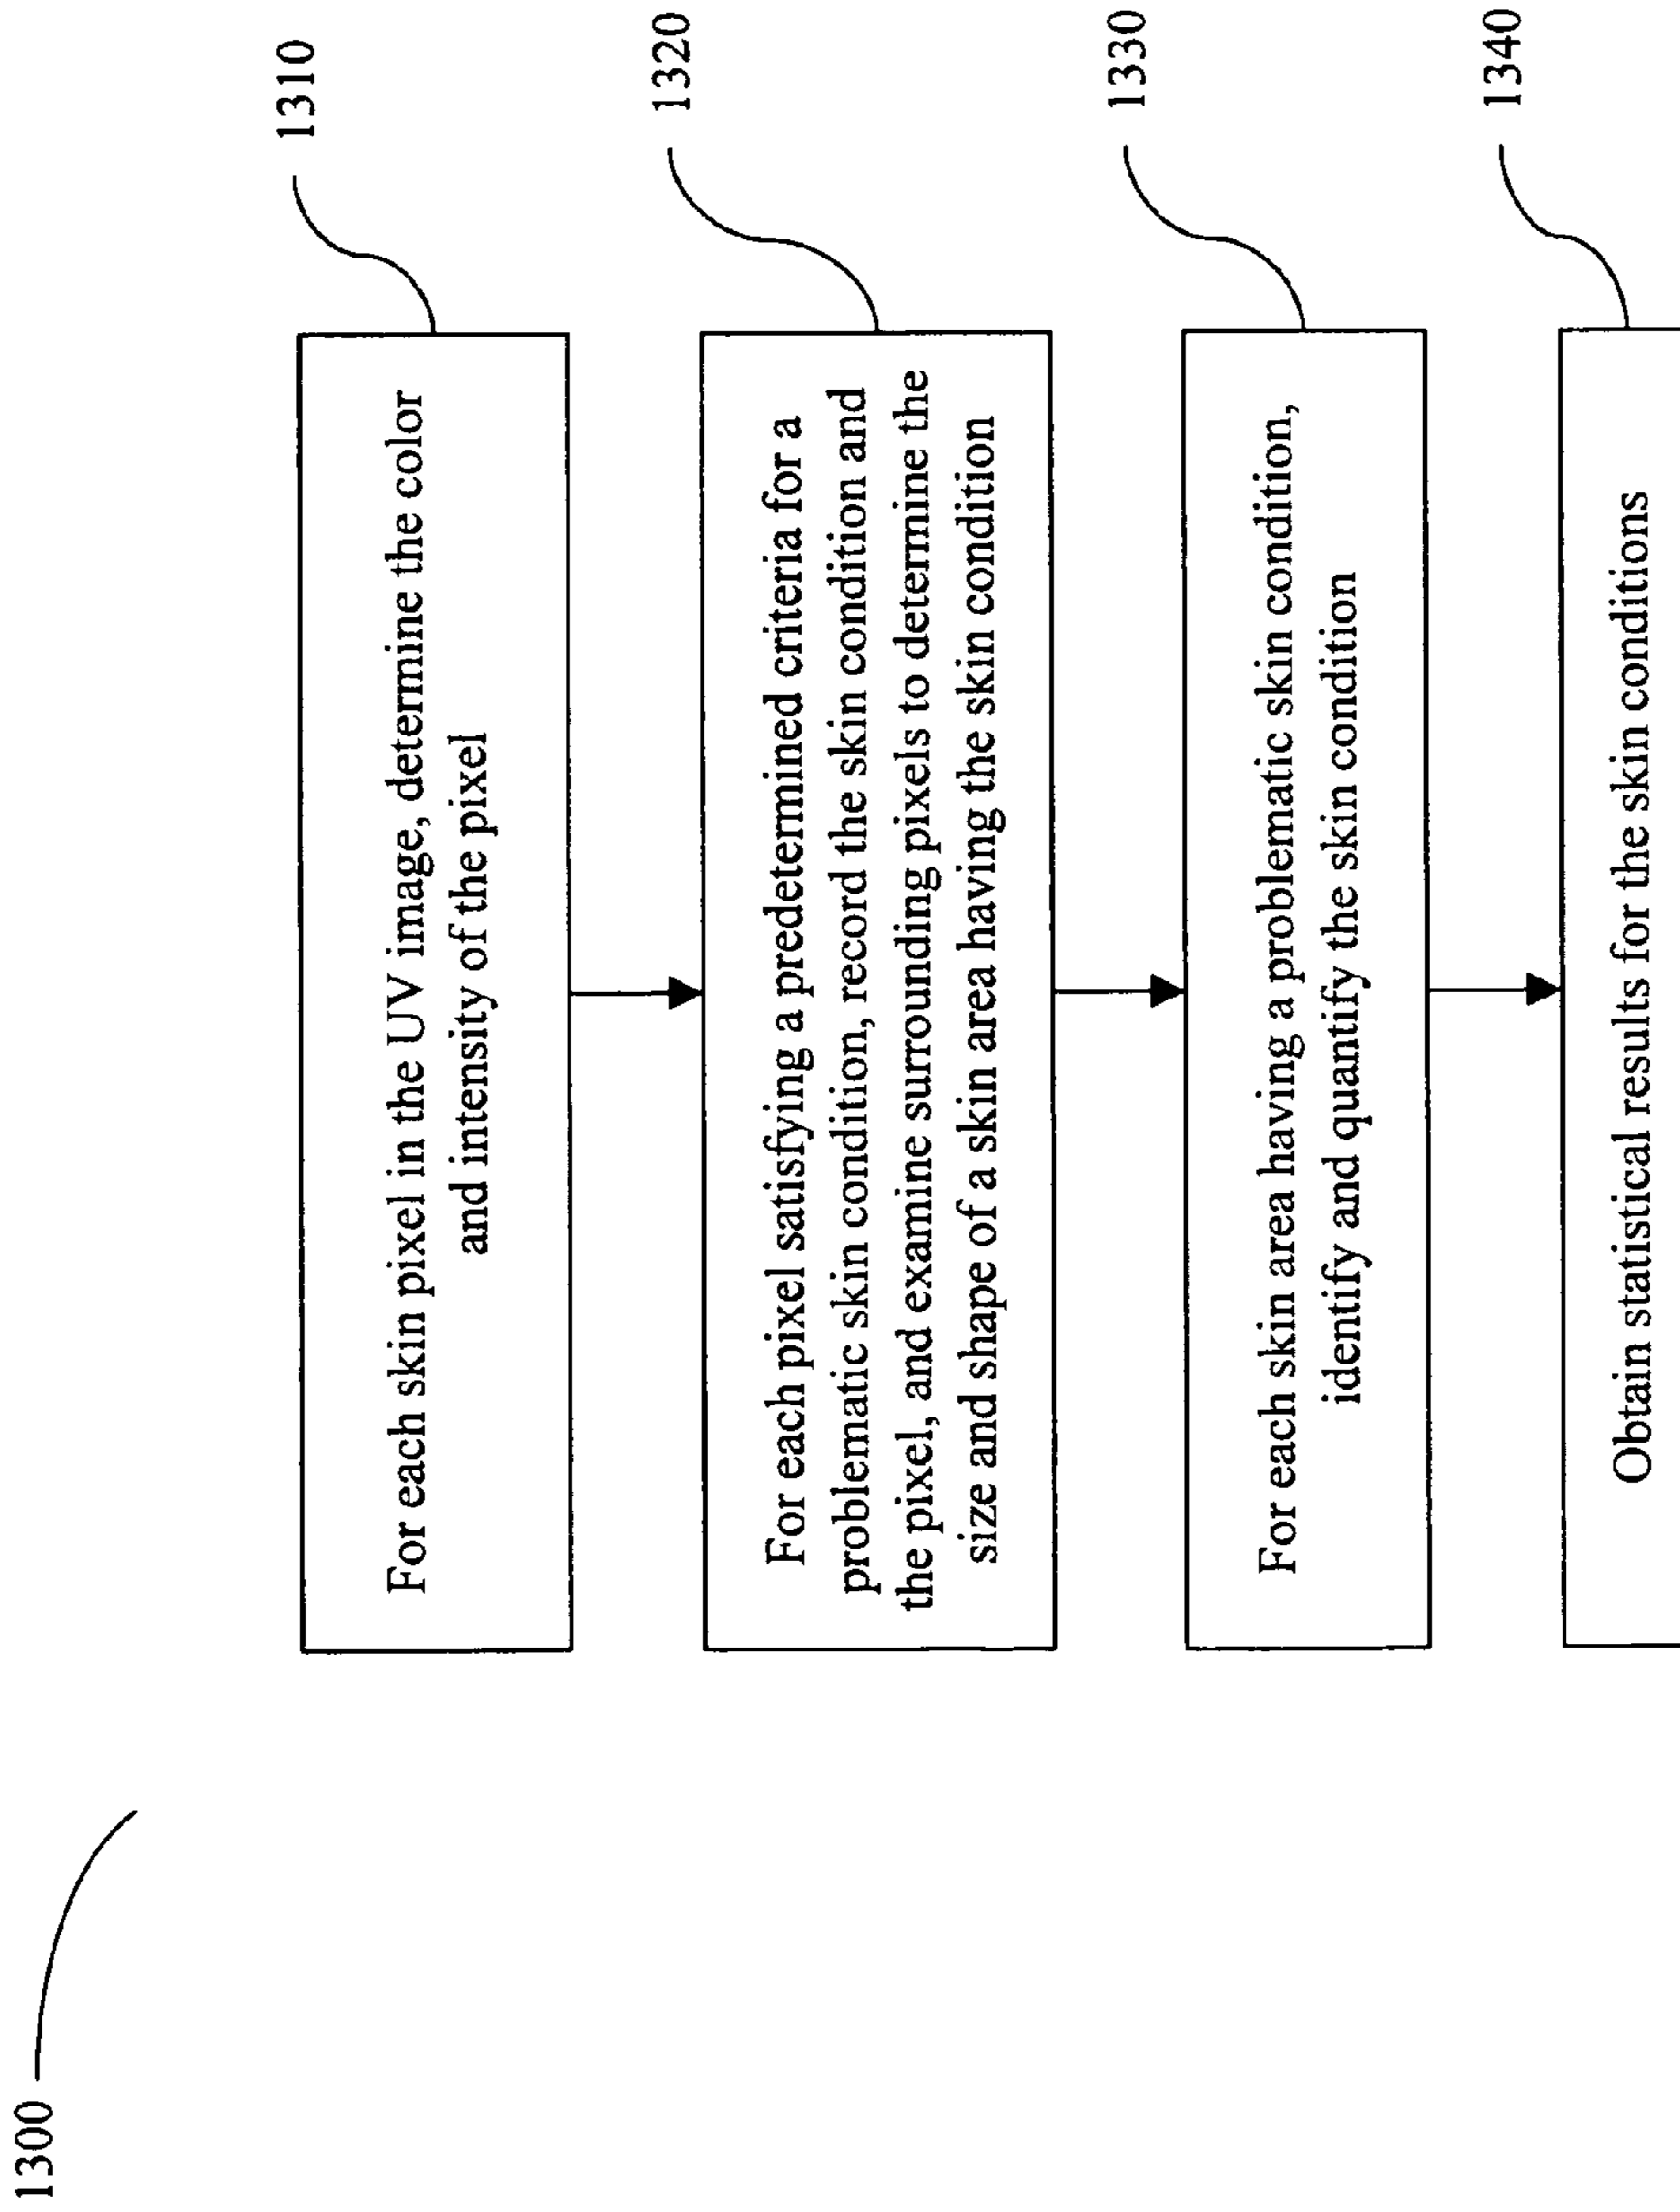 1300
1310
For each skin pixel in the UV image, determine the color
and intensity of the pixel
1320
For each pixel satisfying a predetermined criteria for a
problematic skin condition, record the skin condition and
the pixel, and examine surrounding pixels to determine the
size and shape of a skin area having the skin condition
1330
For each skin area having a problematic skin condition,
identify and quantify the skin condition
1340
Obtain statistical results for the skin conditions